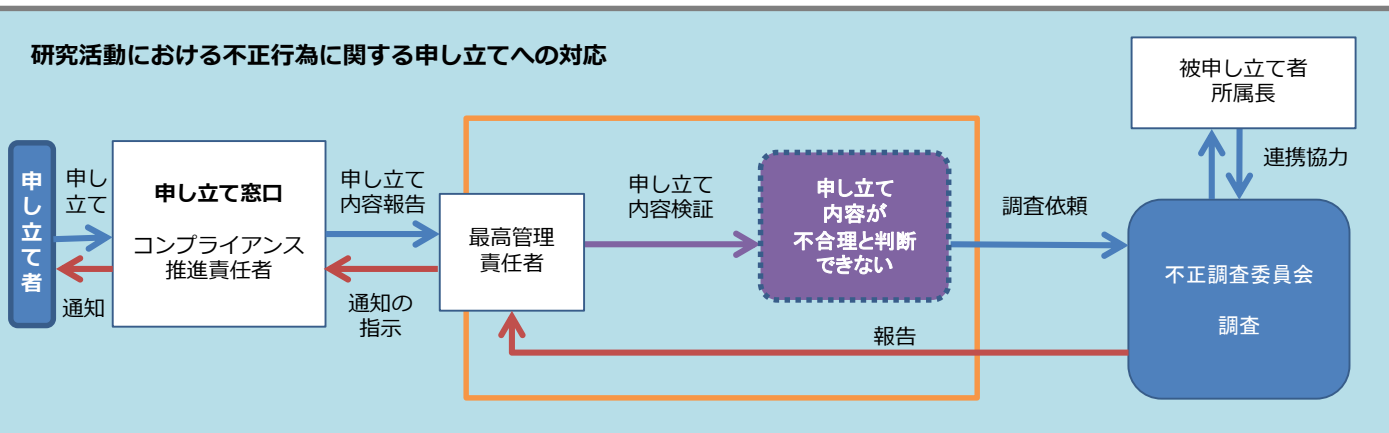 研究活動における不正行為に関する申し立てへの対応
申し立て者
申し
立て
通知
申し立て窓口
コンプライアンス
推進責任者
申し立て
内容報告
通知の
指示
最高管理
責任者
申し立て
内容検証
申し立て
内容が
不合理と判断
できない
調査依頼
報告
被申し立て者
所属長
連携協力
不正調査委員会
調査